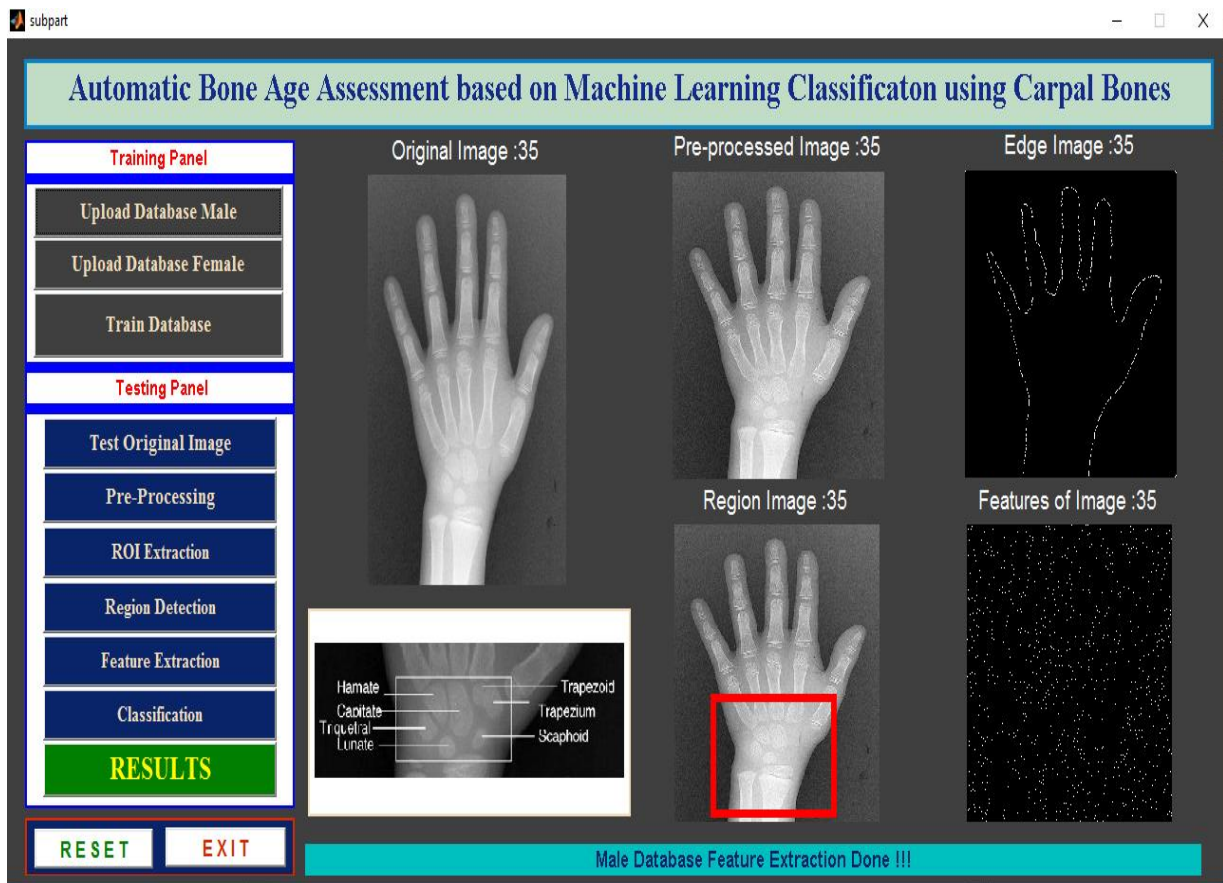 subpart
Automatic Bone Age Assessment based on Machine Learning Classificaton using Carpal Bones
Training Panel
Upload Database Male
Upload Database Female
Train Database
Testing Panel
Test Original Image
Pre-Processing
ROI Extraction
Region Detection
Feature Extraction
Classification
RESULTS
RESET
EXIT
Original Image :35
Pre-processed Image :35
Edge Image :35
Region Image :35
Features of Image :35
Hamate
Capitate
Triquetral
Lunate
Trapezoid
Trapezium
Scaphoid
Male Database Feature Extraction Done !!!